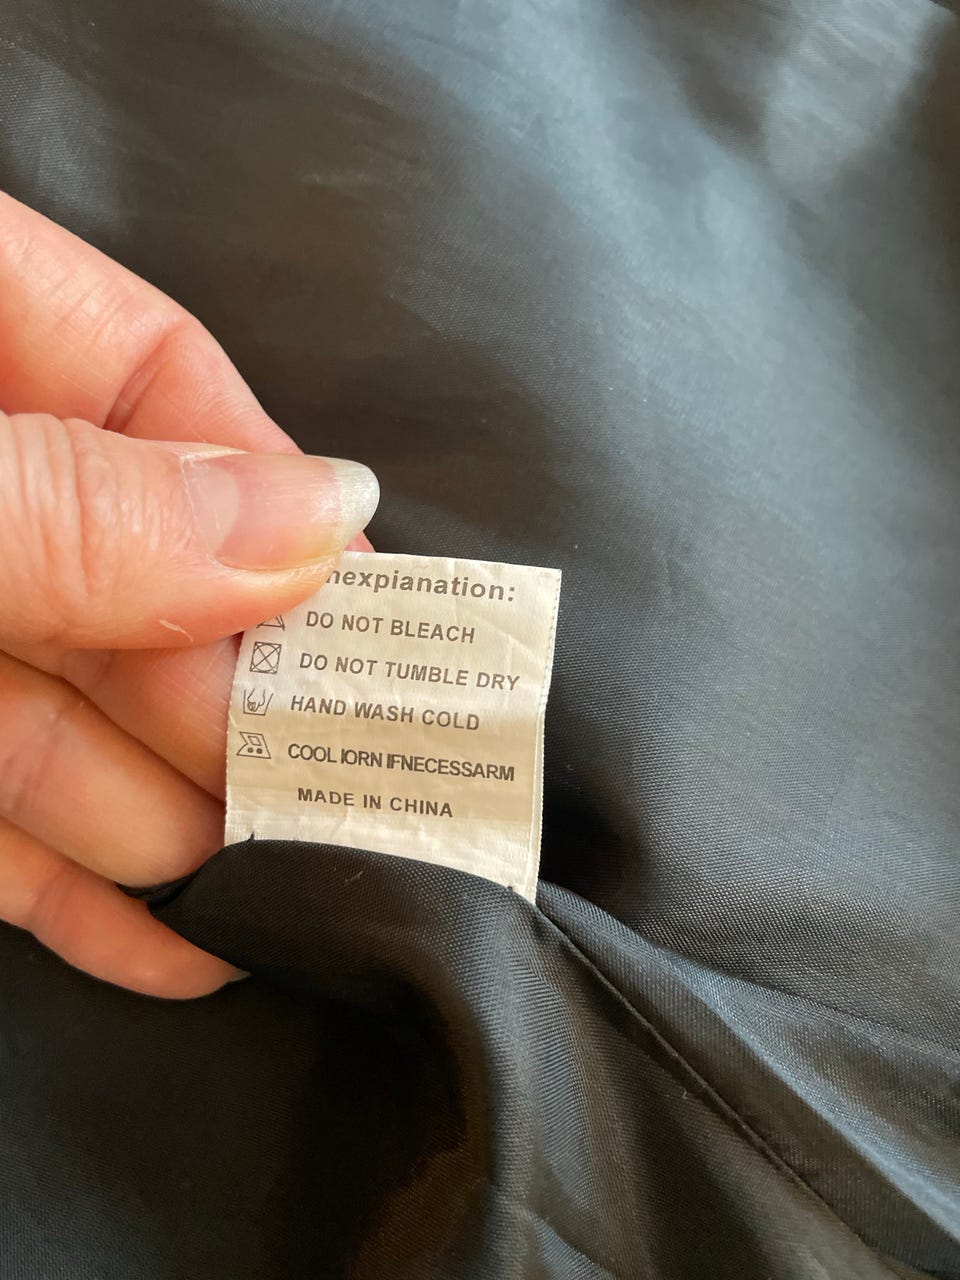 nexpianation:
DO NOT BLEACH
DO NOT TUMBLE DRY
HAND WASH COLD
COOL IORN IFNECESSARM
MADE IN CHINA